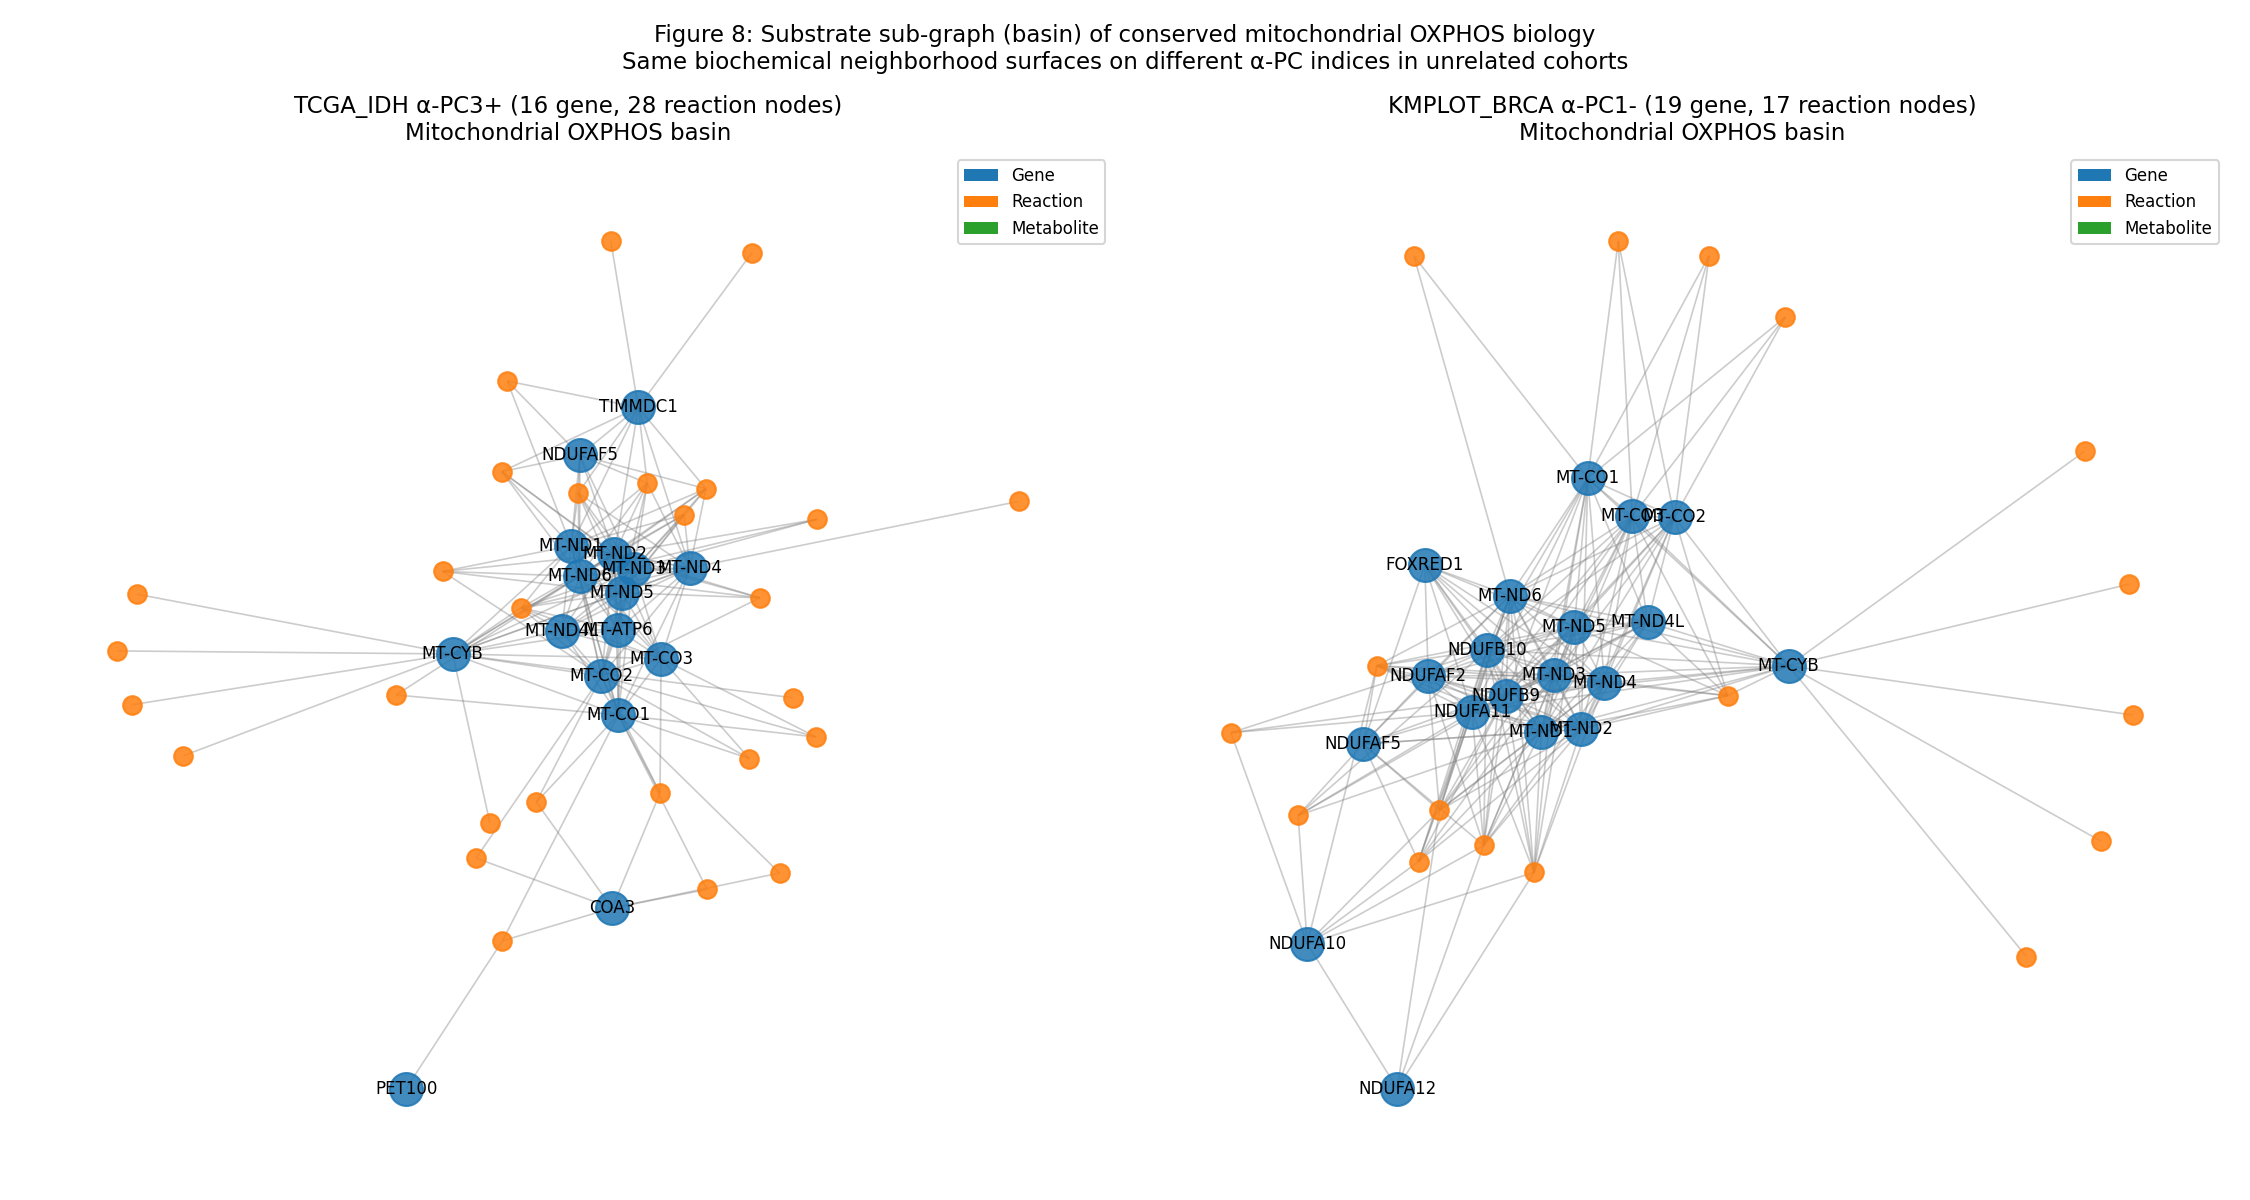 Figure 8: Substrate sub-graph (basin) of conserved mitochondrial OXPHOS biology
Same biochemical neighborhood surfaces on different α-PC indices in unrelated cohorts
TCGA_IDH α-PC3+ (16 gene, 28 reaction nodes)
Mitochondrial OXPHOS basin
Gene
Reaction
Metabolite
TIMMDC1
NDUFAF5
MT-ND1
MT-ND2
MT-ND3
MT-ND4
MT-ND6
MT-ND5
MT-ND4L
MT-ATP6
MT-CYB
MT-CO3
MT-CO2
MT-CO1
COA3
PET100
KMPLOT_BRCA α-PC1- (19 gene, 17 reaction nodes)
Mitochondrial OXPHOS basin
Gene
Reaction
Metabolite
MT-CO1
MT-CO3
MT-CO2
FOXRED1
MT-ND6
MT-ND5
MT-ND4L
NDUFB10
MT-CYB
NDUFAF2
MT-ND3
MT-ND4
NDUFB9
NDUFA11
MT-ND1
MT-ND2
NDUFAF5
NDUFA10
NDUFA12